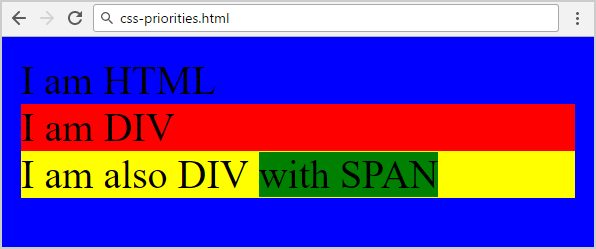 css-priorities.html
I am HTML
I am DIV
I am also DIV with SPAN